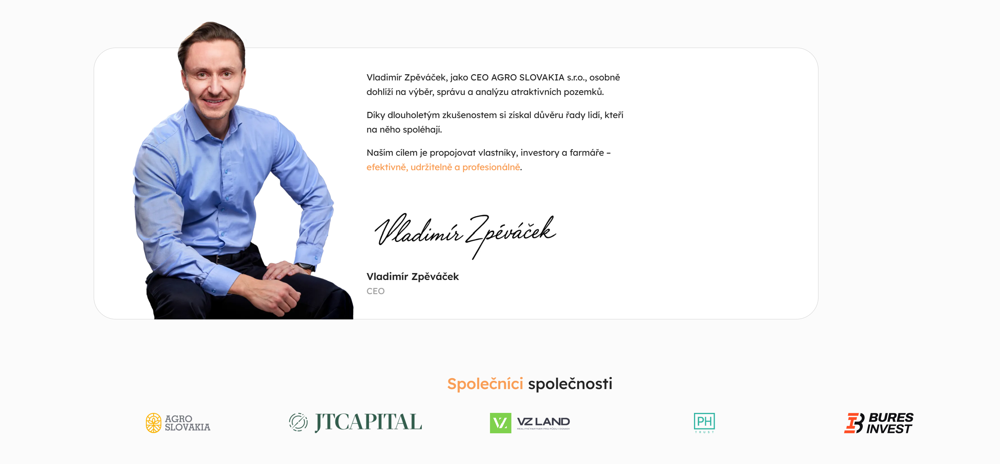 Vladimír Zpěváček, jako CEO AGRO SLOVAKIA s.r.o., osobně
dohlíží na výběr, správu a analýzu atraktivních pozemků.
Díky dlouholetým zkušenostem si získal důvěru řady lidí, kteří
na něho spoléhají.
Naším cílem je propojovat vlastníky, investory a farmáře –
efektivně, udržitelně a profesionálně.
Vladimír Zpěváček
Vladimír Zpěváček
CEO
Společníci společnosti
AGRO
SLOVAKIA
JTCAPITAL
VZ
VZ LAND
REALITNÍ PARTNER PRO PŮDU I DOMOV
PH
TRUST
BURES
INVEST